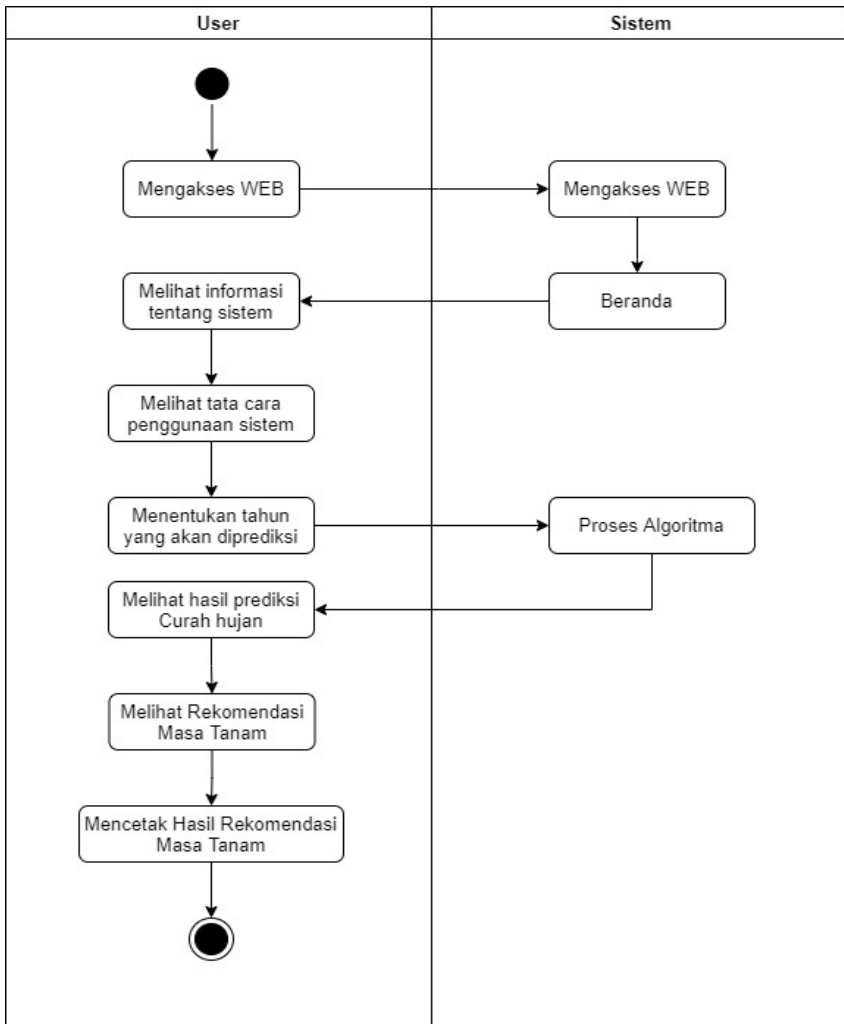 User
Sistem
Mengakses WEB
Mengakses WEB
Melihat informasi
tentang sistem
Beranda
Melihat tata cara
penggunaan sistem
Menentukan tahun
yang akan diprediksi
Proses Algoritma
Melihat hasil prediksi
Curah hujan
Melihat Rekomendasi
Masa Tanam
Mencetak Hasil Rekomendasi
Masa Tanam